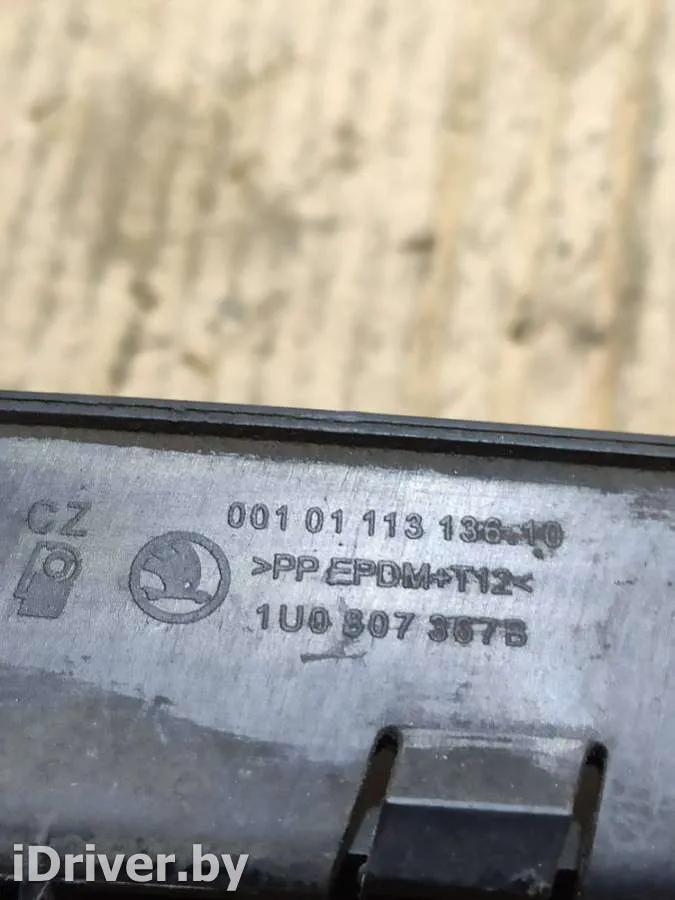 CZ
001 01 113 136-10
>PP EPDM+T12<
1U0 807 367B
iDriver.by